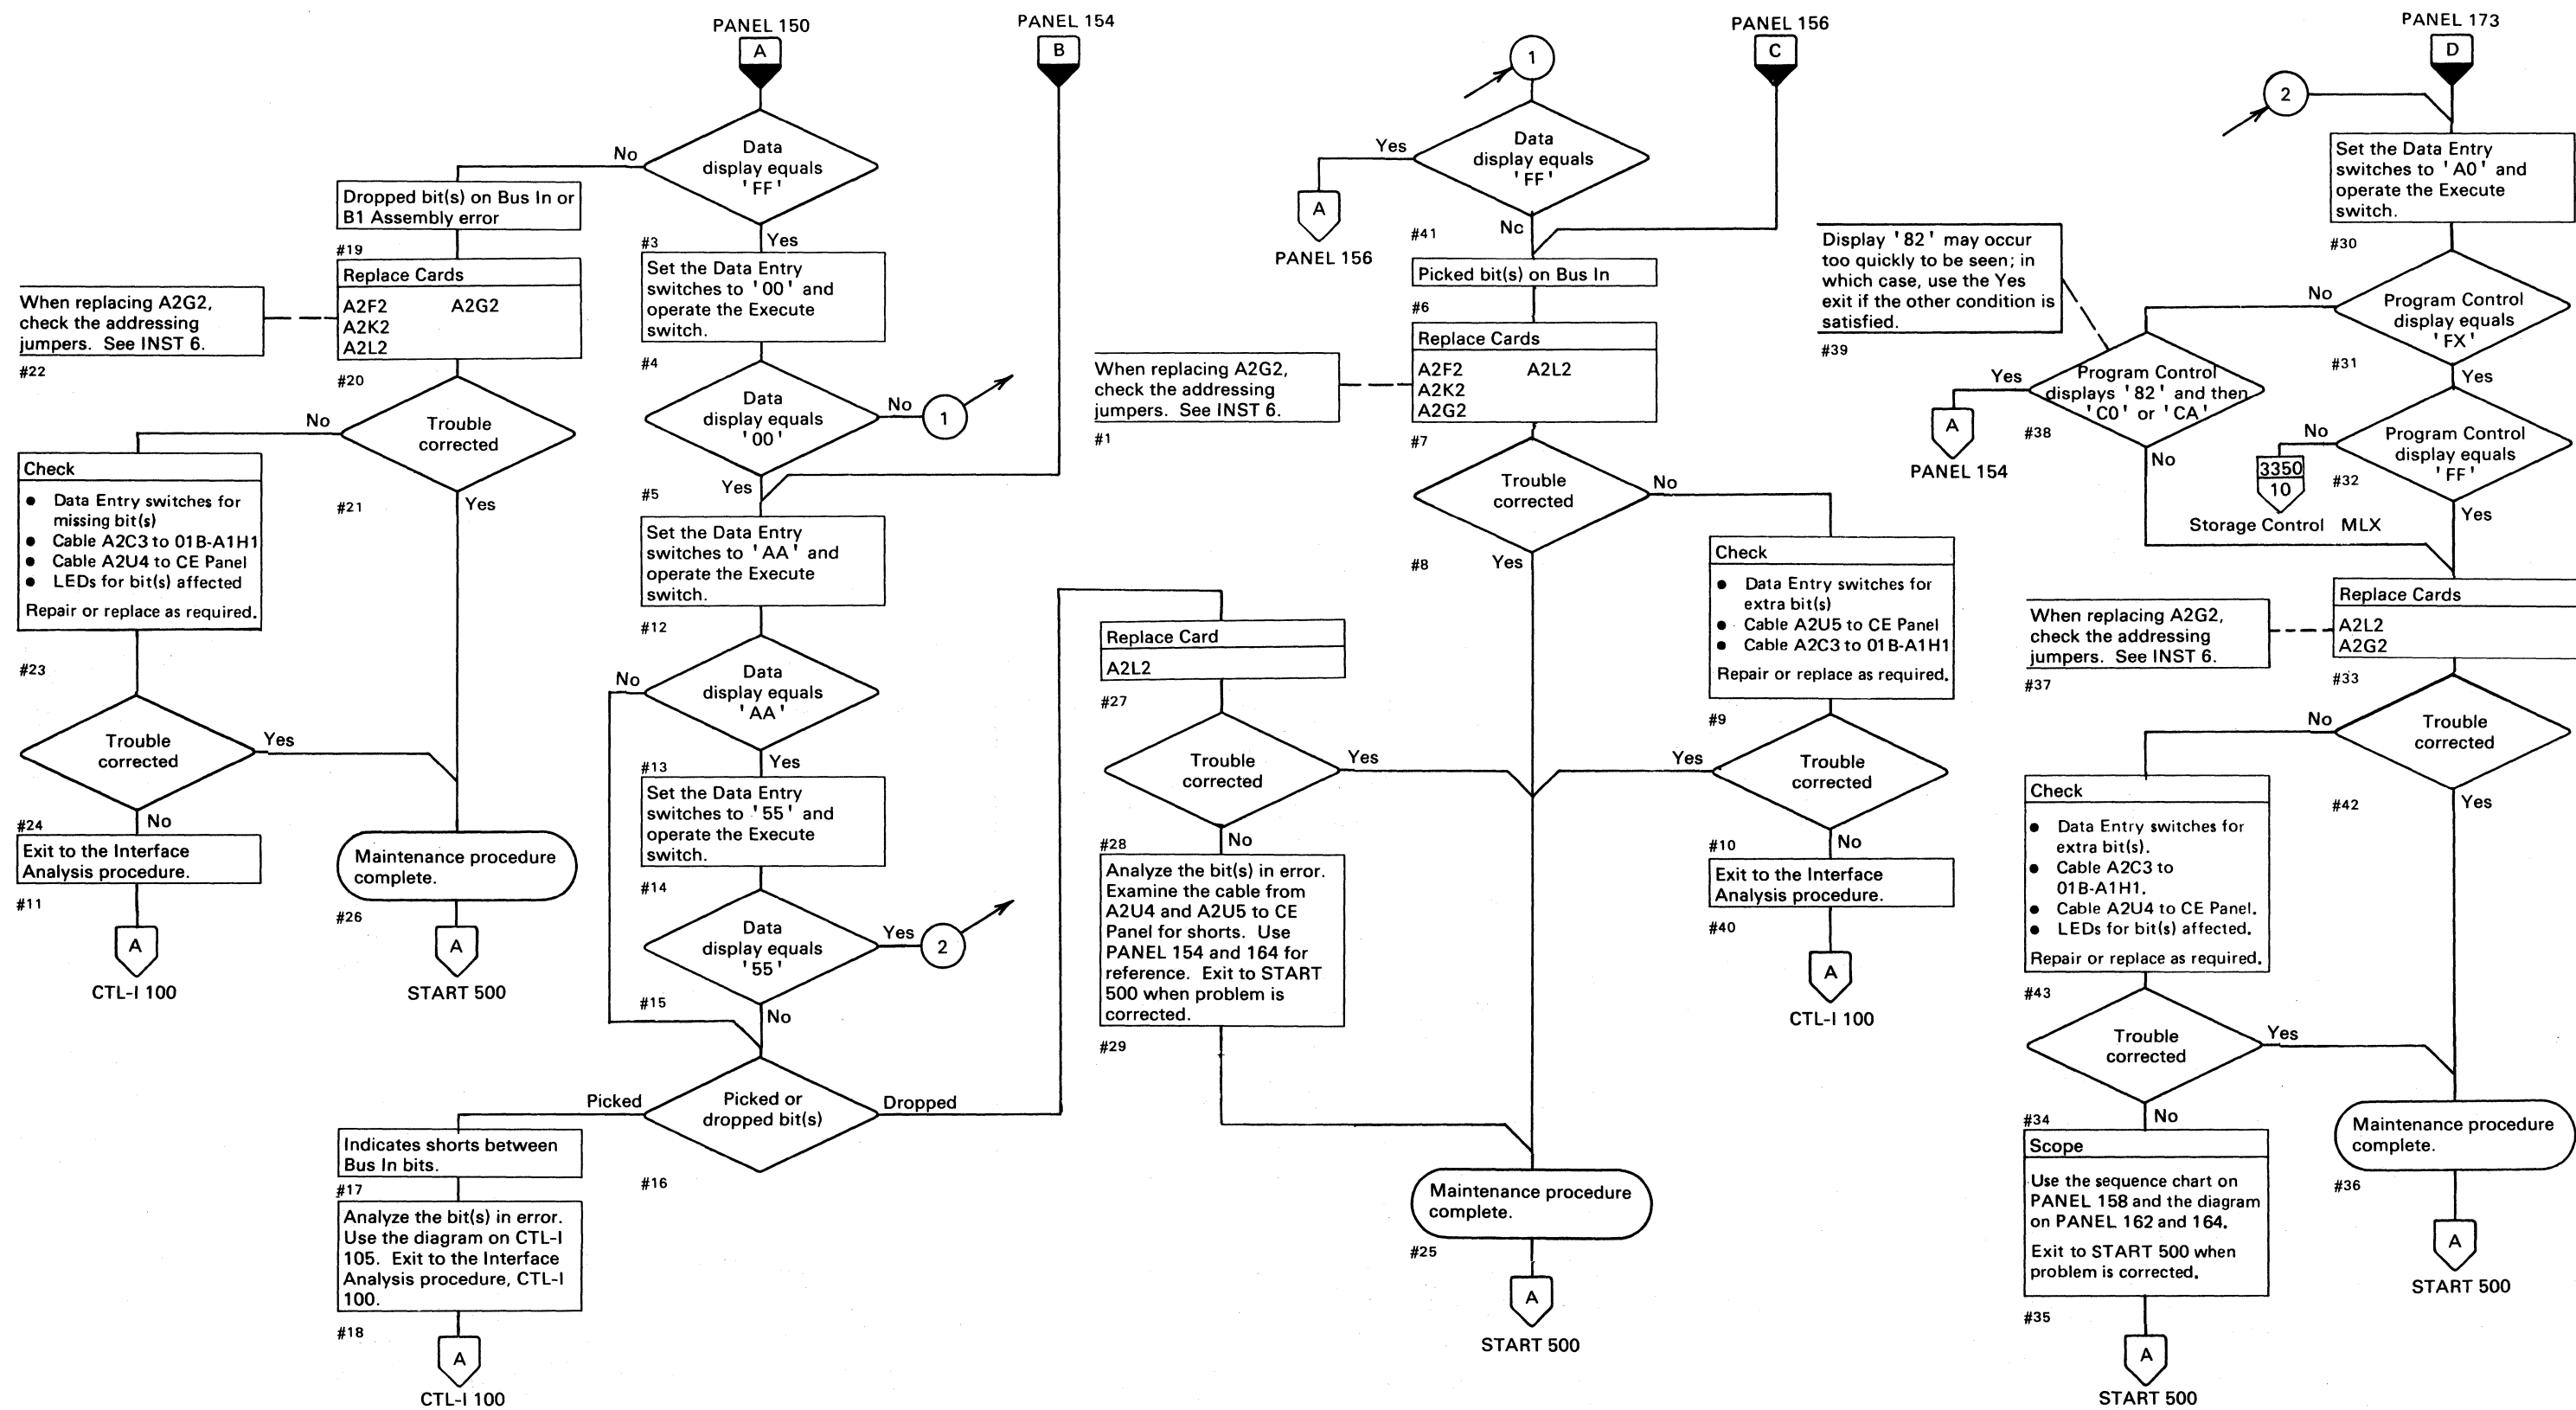 PANEL 150
A
Data
display equals
'FF'
No
Yes
Dropped bit(s) on Bus In or
B1 Assembly error
#19
Replace Cards
A2F2 A2G2
A2K2
A2L2
#20
When replacing A2G2,
check the addressing
jumpers. See INST 6.
#22
Trouble
corrected
No
Yes
#21
Check
● Data Entry switches for
missing bit(s)
● Cable A2C3 to 01B-A1H1
● Cable A2U4 to CE Panel
● LEDs for bit(s) affected
Repair or replace as required.
#23
Trouble
corrected
Yes
No
#24
Exit to the Interface
Analysis procedure.
#11
A
CTL-I 100
Maintenance procedure
complete.
#26
A
START 500
#3
Set the Data Entry
switches to '00' and
operate the Execute
switch.
#4
Data
display equals
'00'
No
1
Yes
#5
PANEL 154
B
Set the Data Entry
switches to 'AA' and
operate the Execute
switch.
#12
Data
display equals
'AA'
No
Yes
#13
Set the Data Entry
switches to '55' and
operate the Execute
switch.
#14
Data
display equals
'55'
Yes
2
No
#15
Picked or
dropped bit(s)
Picked
Dropped
#16
Indicates shorts between
Bus In bits.
#17
Analyze the bit(s) in error.
Use the diagram on CTL-I
105. Exit to the Interface
Analysis procedure, CTL-I
100.
#18
A
CTL-I 100
1
Data
display equals
'FF'
Yes
A
PANEL 156
Nc
#41
PANEL 156
C
Picked bit(s) on Bus In
#6
Replace Cards
A2F2 A2L2
A2K2
A2G2
#7
When replacing A2G2,
check the addressing
jumpers. See INST 6.
#1
Trouble
corrected
No
Yes
#8
Check
● Data Entry switches for
extra bit(s)
● Cable A2U5 to CE Panel
● Cable A2C3 to 01B-A1H1
Repair or replace as required.
#9
Trouble
corrected
Yes
No
#10
Exit to the Interface
Analysis procedure.
#40
A
CTL-I 100
Replace Card
A2L2
#27
Trouble
corrected
Yes
No
#28
Analyze the bit(s) in error.
Examine the cable from
A2U4 and A2U5 to CE
Panel for shorts. Use
PANEL 154 and 164 for
reference. Exit to START
500 when problem is
corrected.
#29
Maintenance procedure
complete.
#25
A
START 500
PANEL 173
D
2
Set the Data Entry
switches to 'A0' and
operate the Execute
switch.
#30
Program Control
display equals
'FX'
No
Yes
#31
Display '82' may occur
too quickly to be seen; in
which case, use the Yes
exit if the other condition is
satisfied.
#39
Program Control
displays '82' and then
'C0' or 'CA'
Yes
A
PANEL 154
No
#38
Program Control
display equals
'FF'
No
3350
10
Storage Control MLX
Yes
#32
Replace Cards
A2L2
A2G2
#33
When replacing A2G2,
check the addressing
jumpers. See INST 6.
#37
Trouble
corrected
No
Yes
#42
Check
● Data Entry switches for
extra bit(s).
● Cable A2C3 to
01B-A1H1.
● Cable A2U4 to CE Panel.
● LEDs for bit(s) affected.
Repair or replace as required.
#43
Trouble
corrected
Yes
No
#34
Scope
Use the sequence chart on
PANEL 158 and the diagram
on PANEL 162 and 164.
Exit to START 500 when
problem is corrected.
#35
A
START 500
Maintenance procedure
complete.
#36
A
START 500